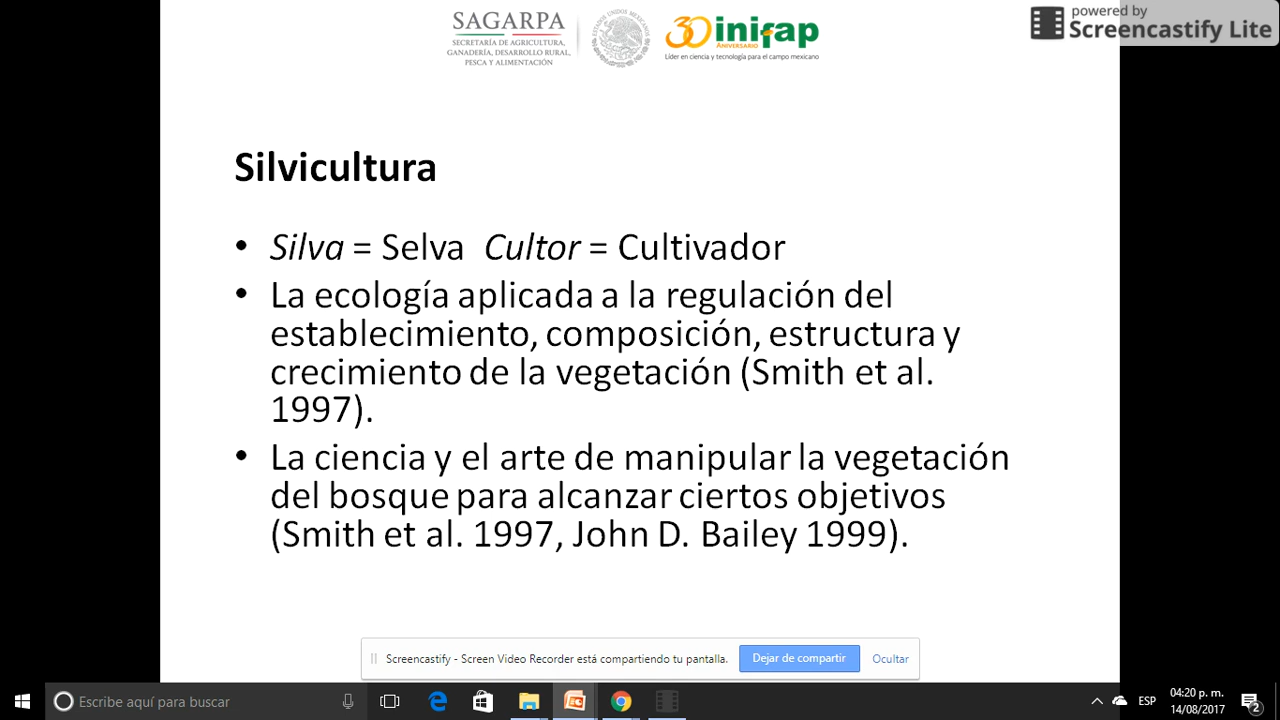 SAGARPA
SECRETARÍA DE AGRICULTURA,
GANADERÍA, DESARROLLO RURAL,
PESCA Y ALIMENTACIÓN
ESTADOS UNIDOS MEXICANOS
30 inifap
ANIVERSARIO
Líder en ciencia y tecnología para el campo mexicano
powered by
Screencastify Lite
Silvicultura
• Silva = Selva Cultor = Cultivador
• La ecología aplicada a la regulación del
establecimiento, composición, estructura y
crecimiento de la vegetación (Smith et al.
1997).
• La ciencia y el arte de manipular la vegetación
del bosque para alcanzar ciertos objetivos
(Smith et al. 1997, John D. Bailey 1999).
Screencastify - Screen Video Recorder está compartiendo tu pantalla.
Dejar de compartir
Ocultar
Escribe aquí para buscar
ESP
04:20 p. m.
14/08/2017
2